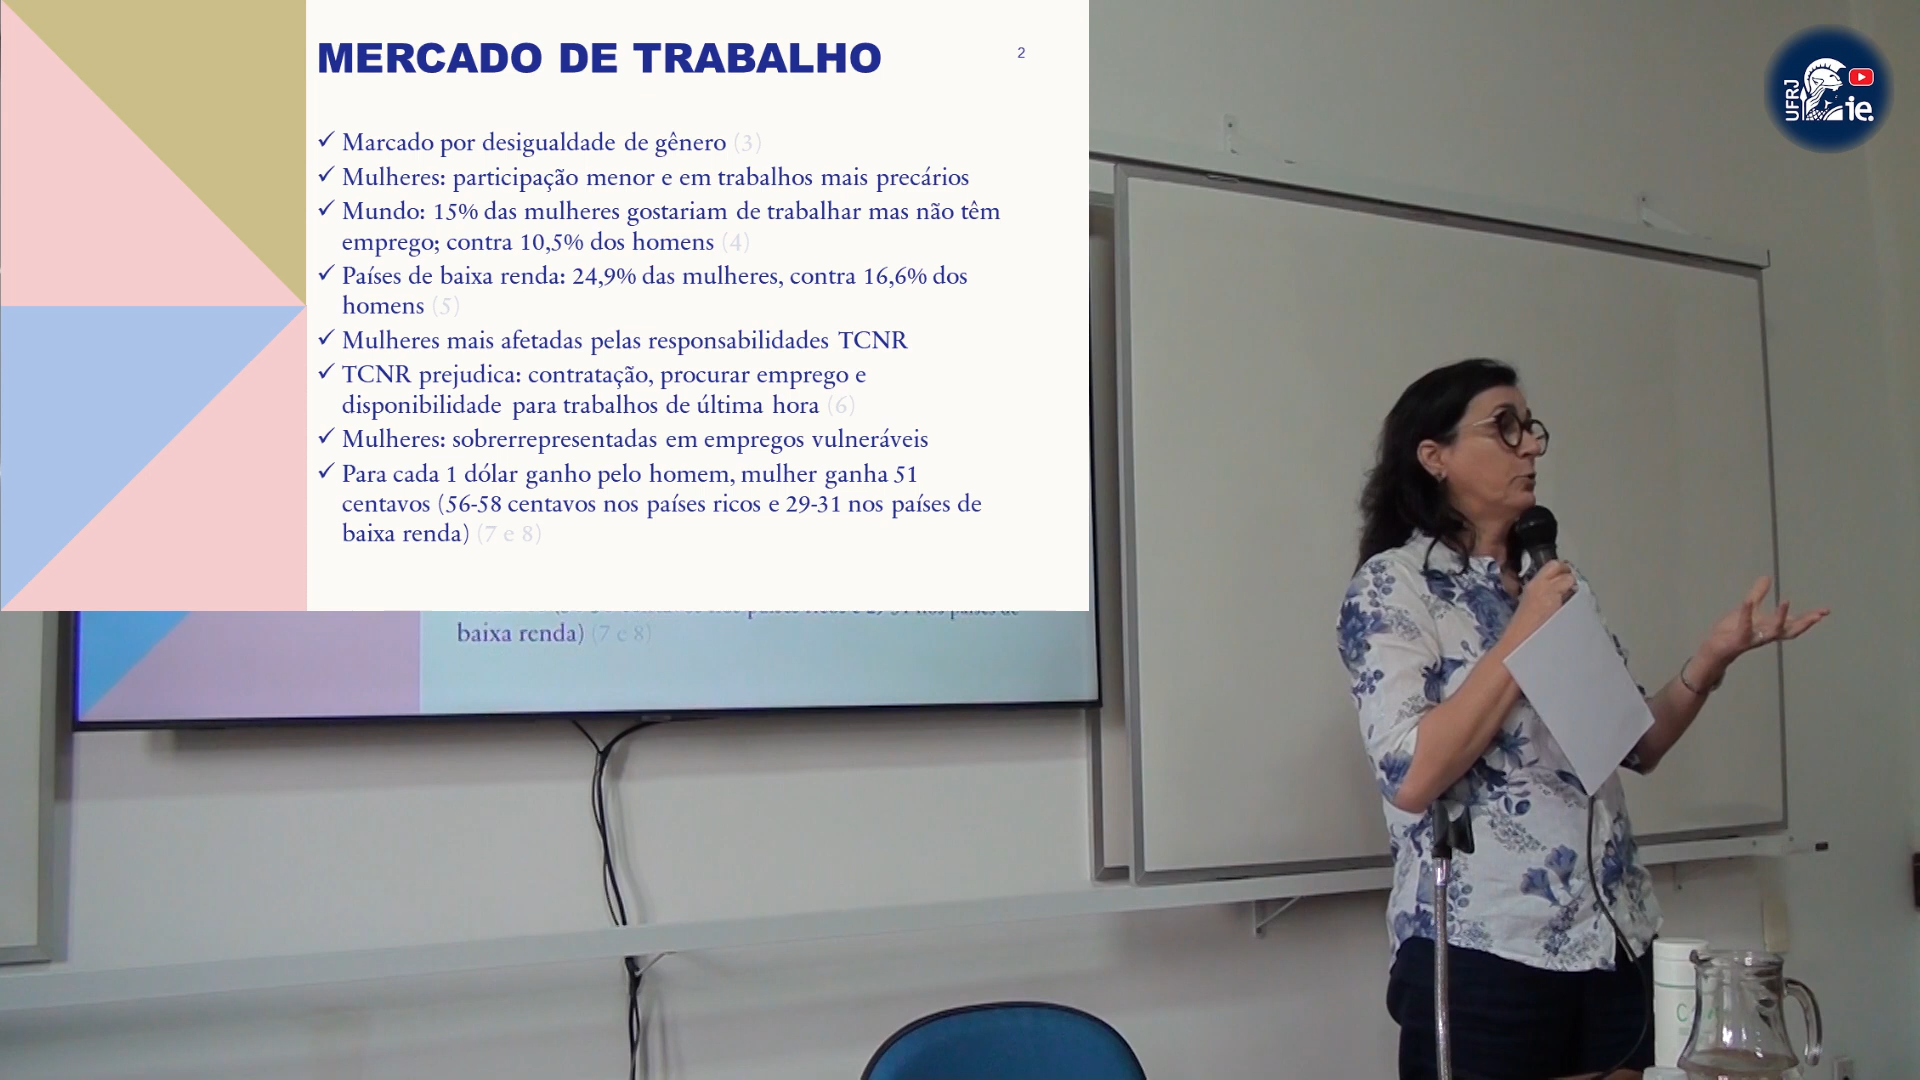 MERCADO DE TRABALHO
2
✓ Marcado por desigualdade de gênero (3)
✓ Mulheres: participação menor e em trabalhos mais precários
✓ Mundo: 15% das mulheres gostariam de trabalhar mas não têm
emprego; contra 10,5% dos homens (4)
✓ Países de baixa renda: 24,9% das mulheres, contra 16,6% dos
homens (5)
✓ Mulheres mais afetadas pelas responsabilidades TCNR
✓ TCNR prejudica: contratação, procurar emprego e
disponibilidade para trabalhos de última hora (6)
✓ Mulheres: sobrerrepresentadas em empregos vulneráveis
✓ Para cada 1 dólar ganho pelo homem, mulher ganha 51
centavos (56-58 centavos nos países ricos e 29-31 nos países de
baixa renda) (7 e 8)
baixa renda) (7 e 8)
UFRJ
ie.